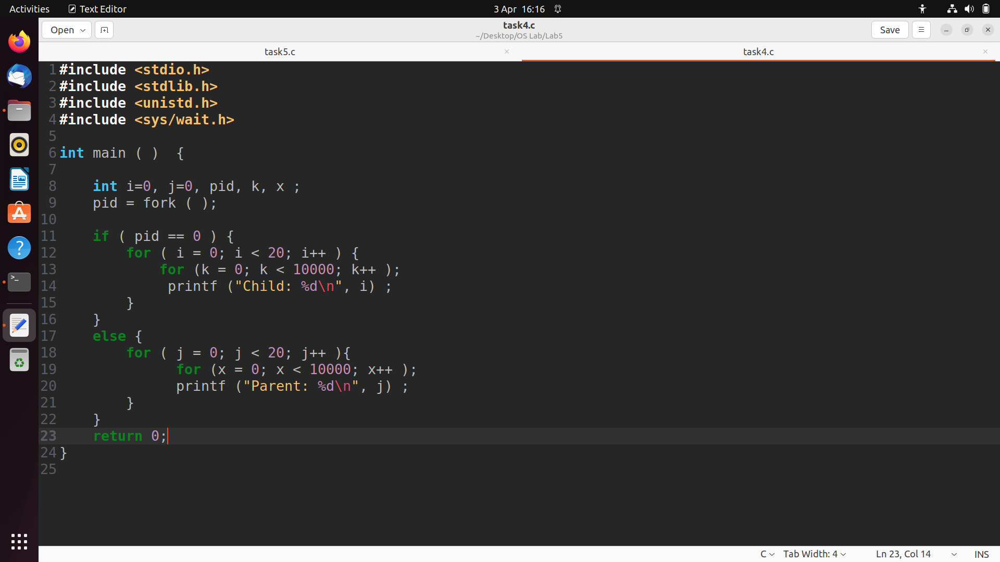 Activities Text Editor 3 Apr 16:16
Open task4.c Save
~/Desktop/OS Lab/Lab5
task5.c task4.c
1 #include <stdio.h>
2 #include <stdlib.h>
3 #include <unistd.h>
4 #include <sys/wait.h>
5
6 int main ( )  {
7
8     int i=0, j=0, pid, k, x ;
9     pid = fork ( );
10
11     if ( pid == 0 ) {
12         for ( i = 0; i < 20; i++ ) {
13             for (k = 0; k < 10000; k++ );
14              printf ("Child: %d\n", i) ;
15         }
16     }
17     else {
18         for ( j = 0; j < 20; j++ ){
19               for (x = 0; x < 10000; x++ );
20               printf ("Parent: %d\n", j) ;
21         }
22     }
23     return 0;
24 }
25
C Tab Width: 4 Ln 23, Col 14 INS